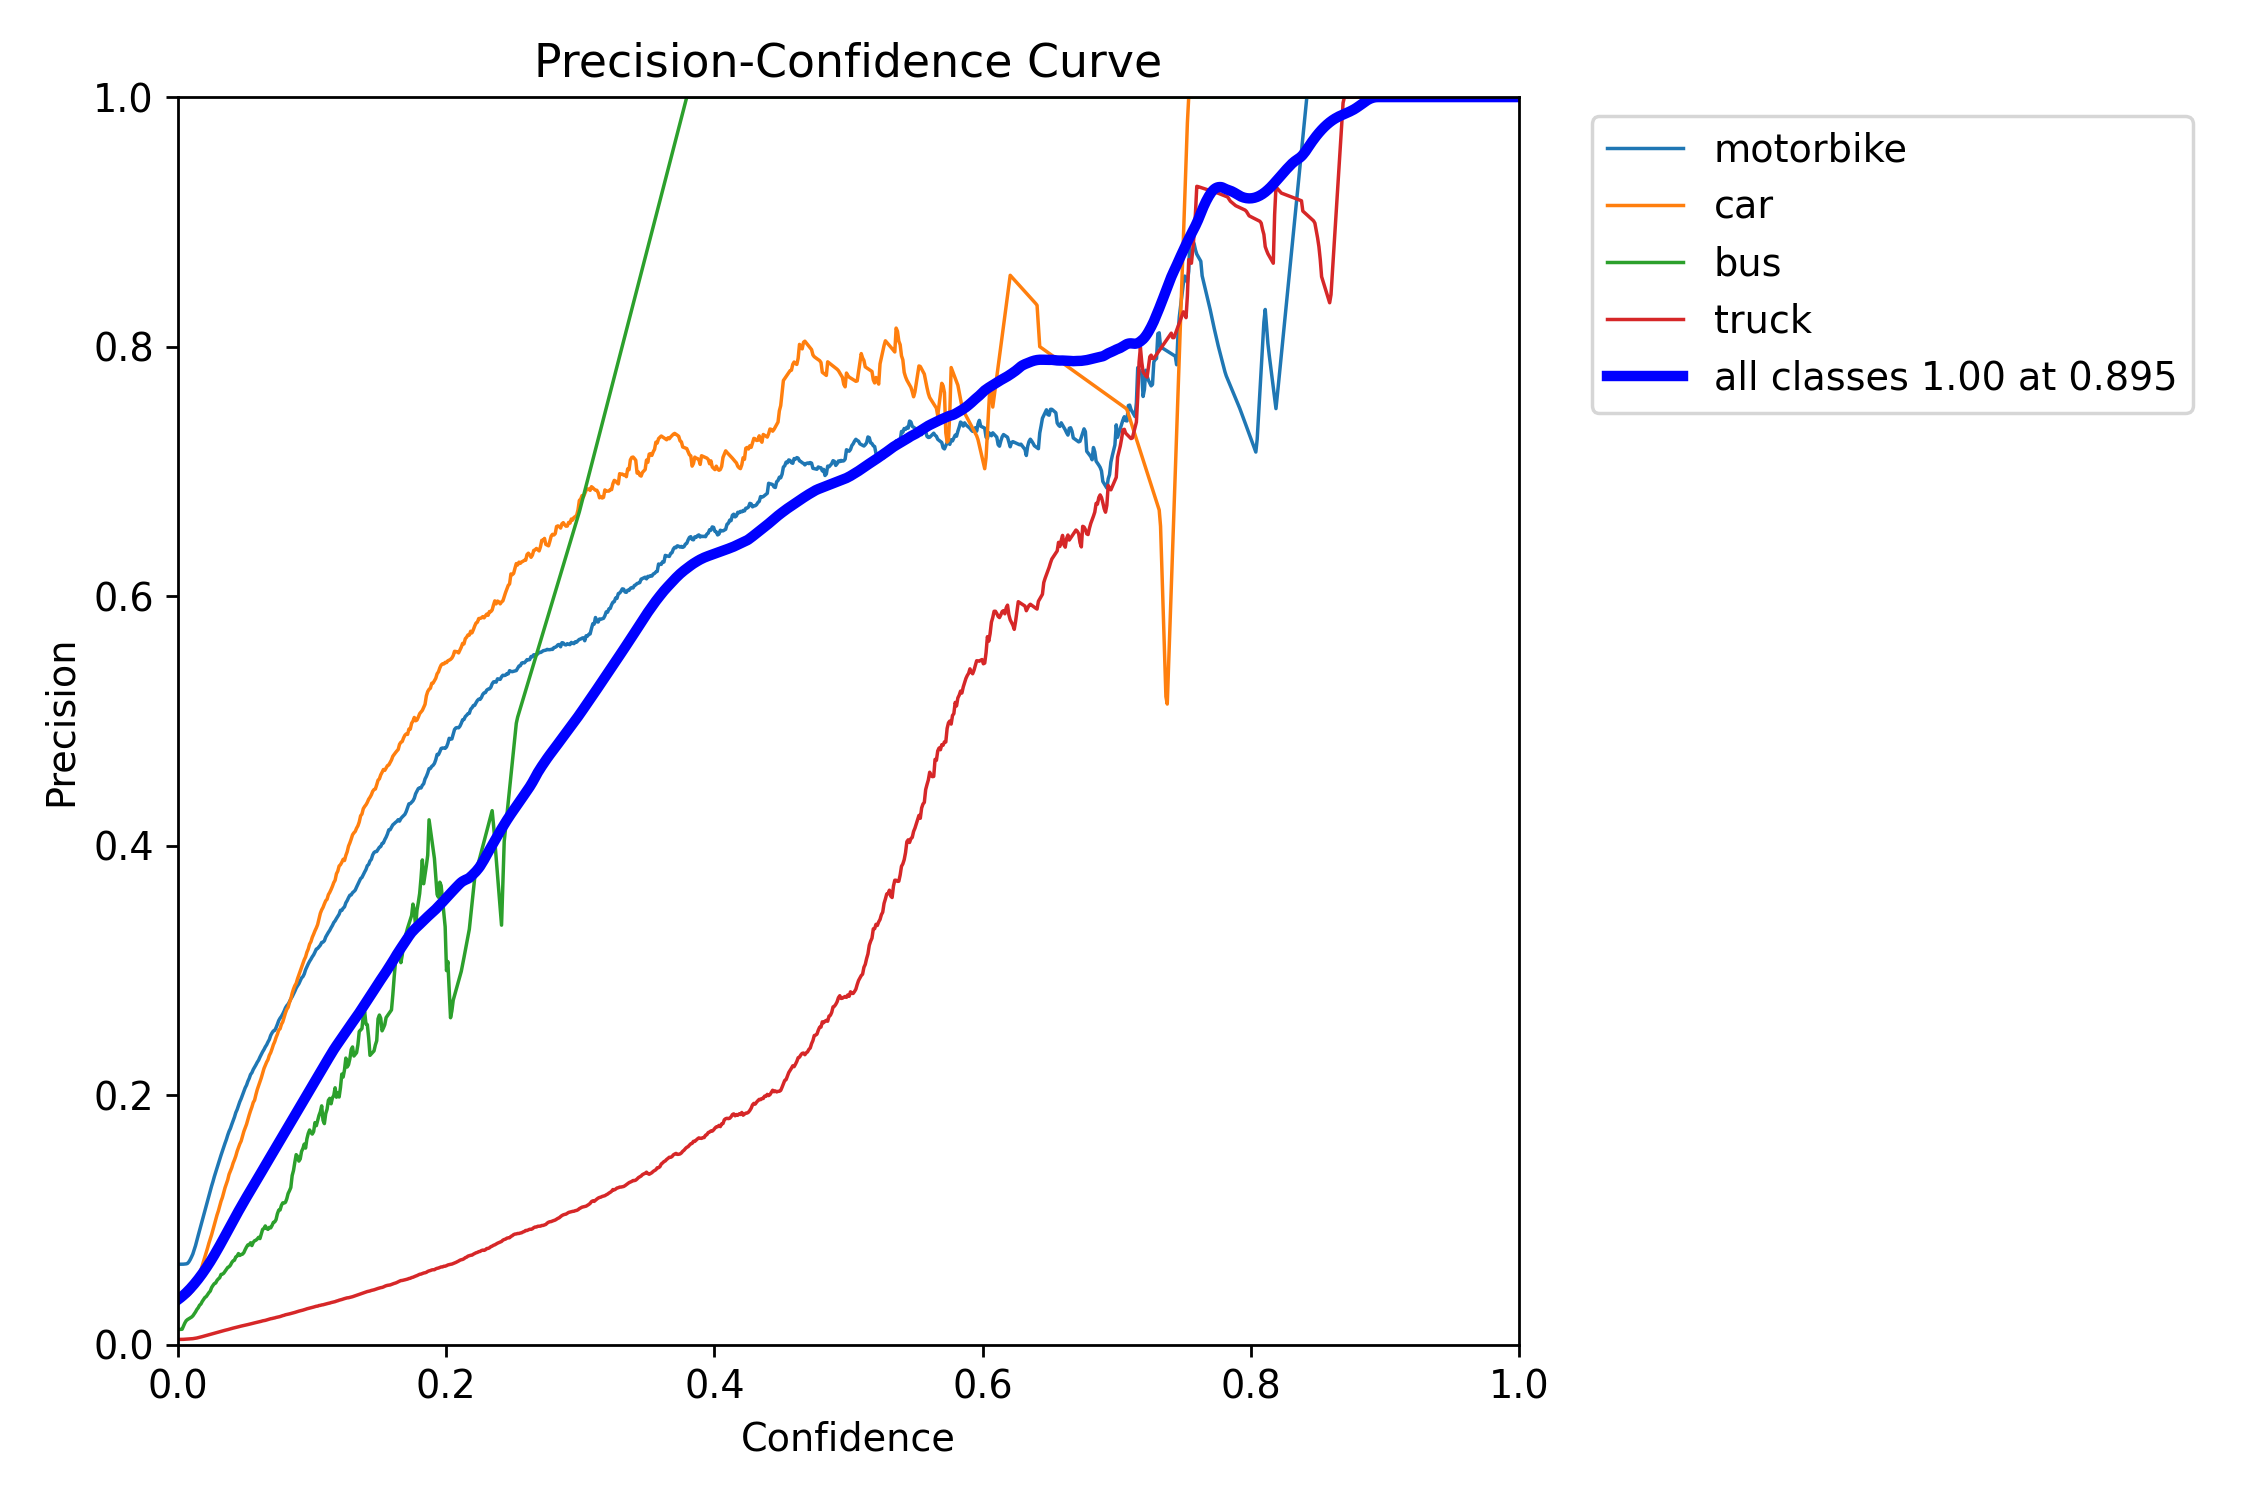 Precision-Confidence Curve
1.0
0.8
0.6
0.4
0.2
0.0
Precision
0.0 0.2 0.4 0.6 0.8 1.0
Confidence
motorbike
car
bus
truck
all classes 1.00 at 0.895